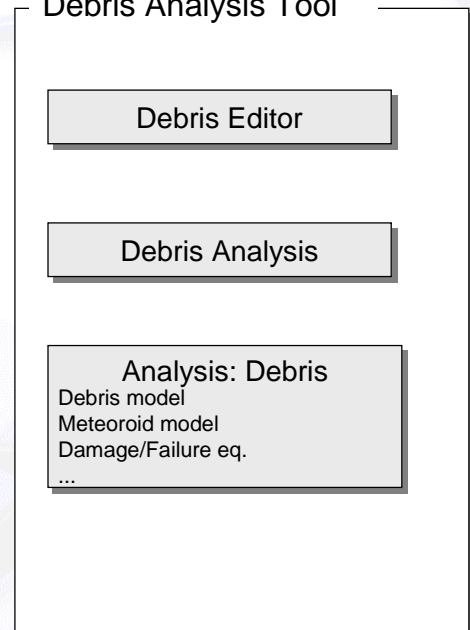 Debris Analysis Tool
Debris Editor
Debris Analysis
Analysis: Debris
Debris model
Meteoroid model
Damage/Failure eq.
...